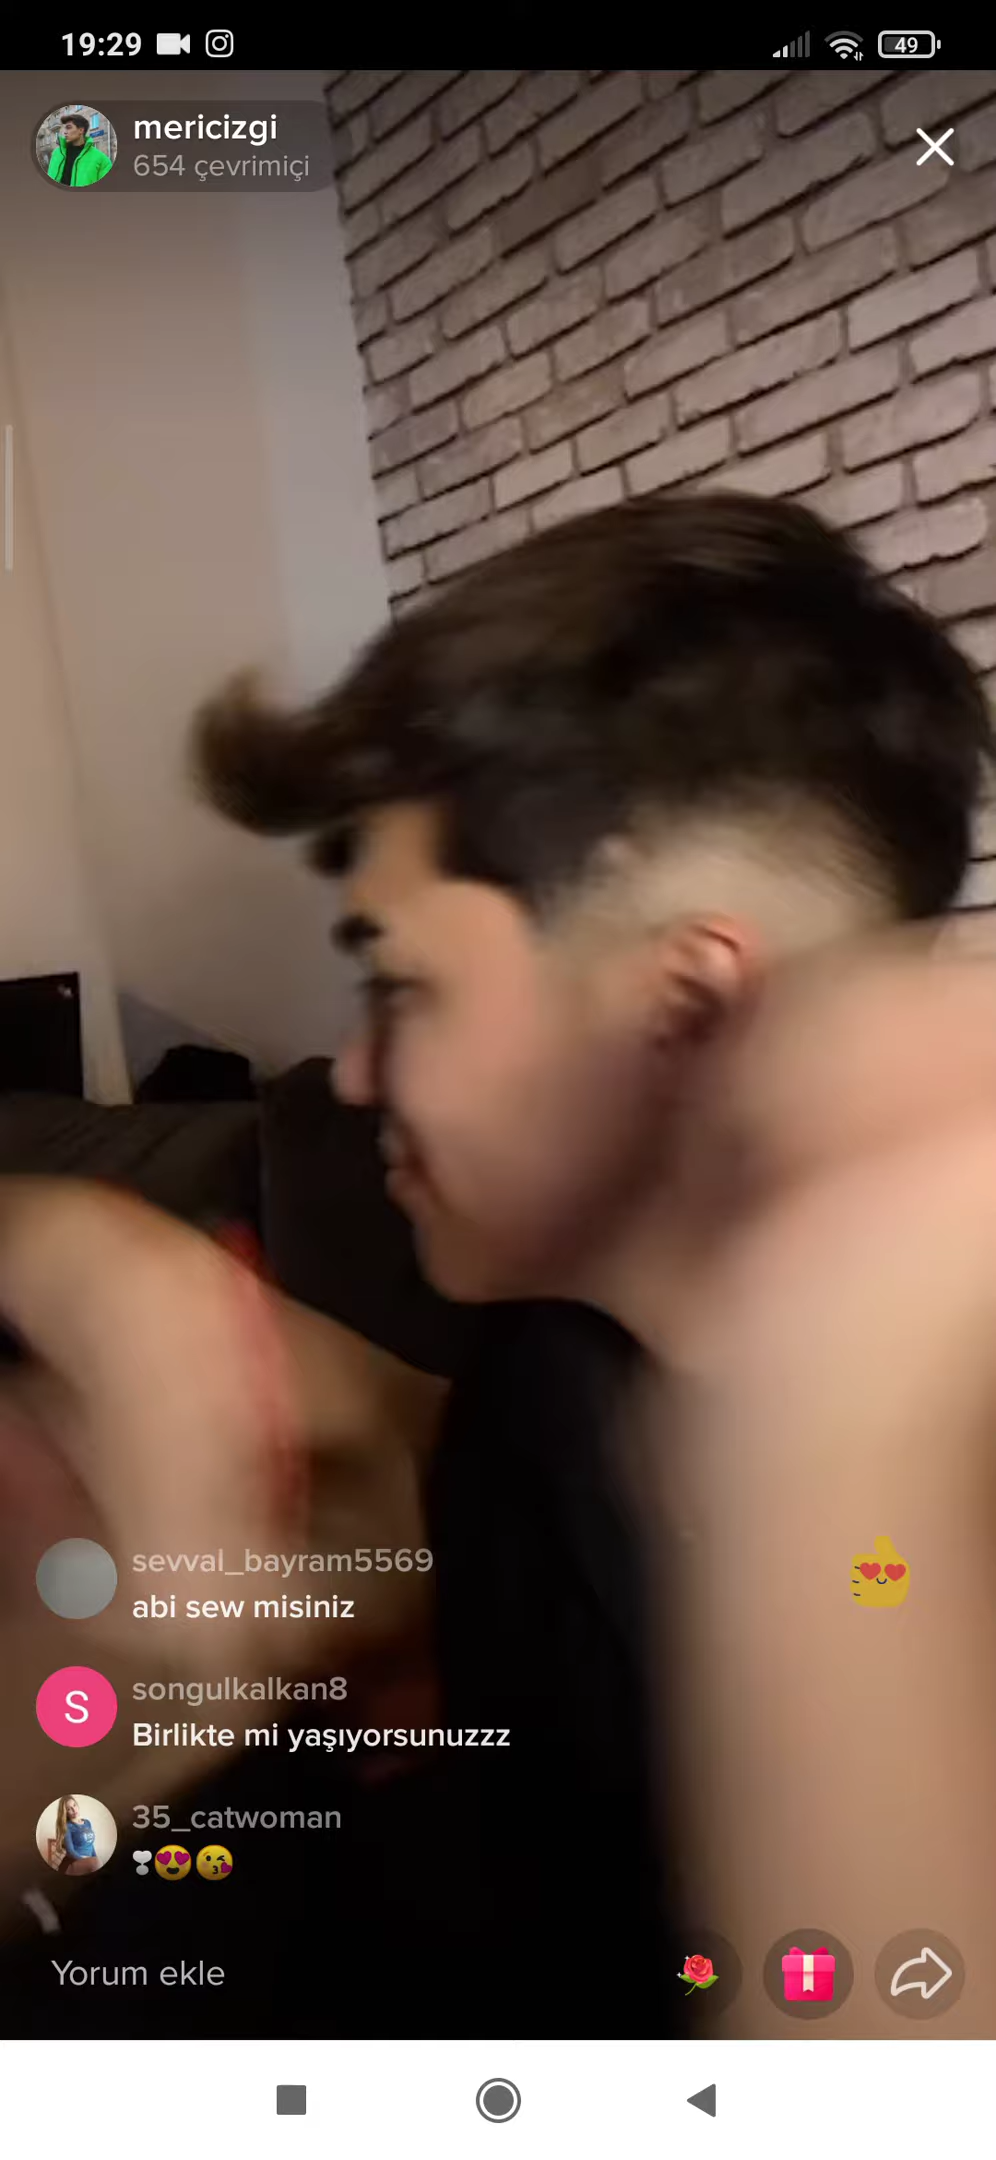 19:29
49
mericizgi
654 çevrimiçi
sevval_bayram5569
abi sew misiniz
S
songulkalkan8
Birlikte mi yaşıyorsunuzzz
35_catwoman
❣😍😘
Yorum ekle